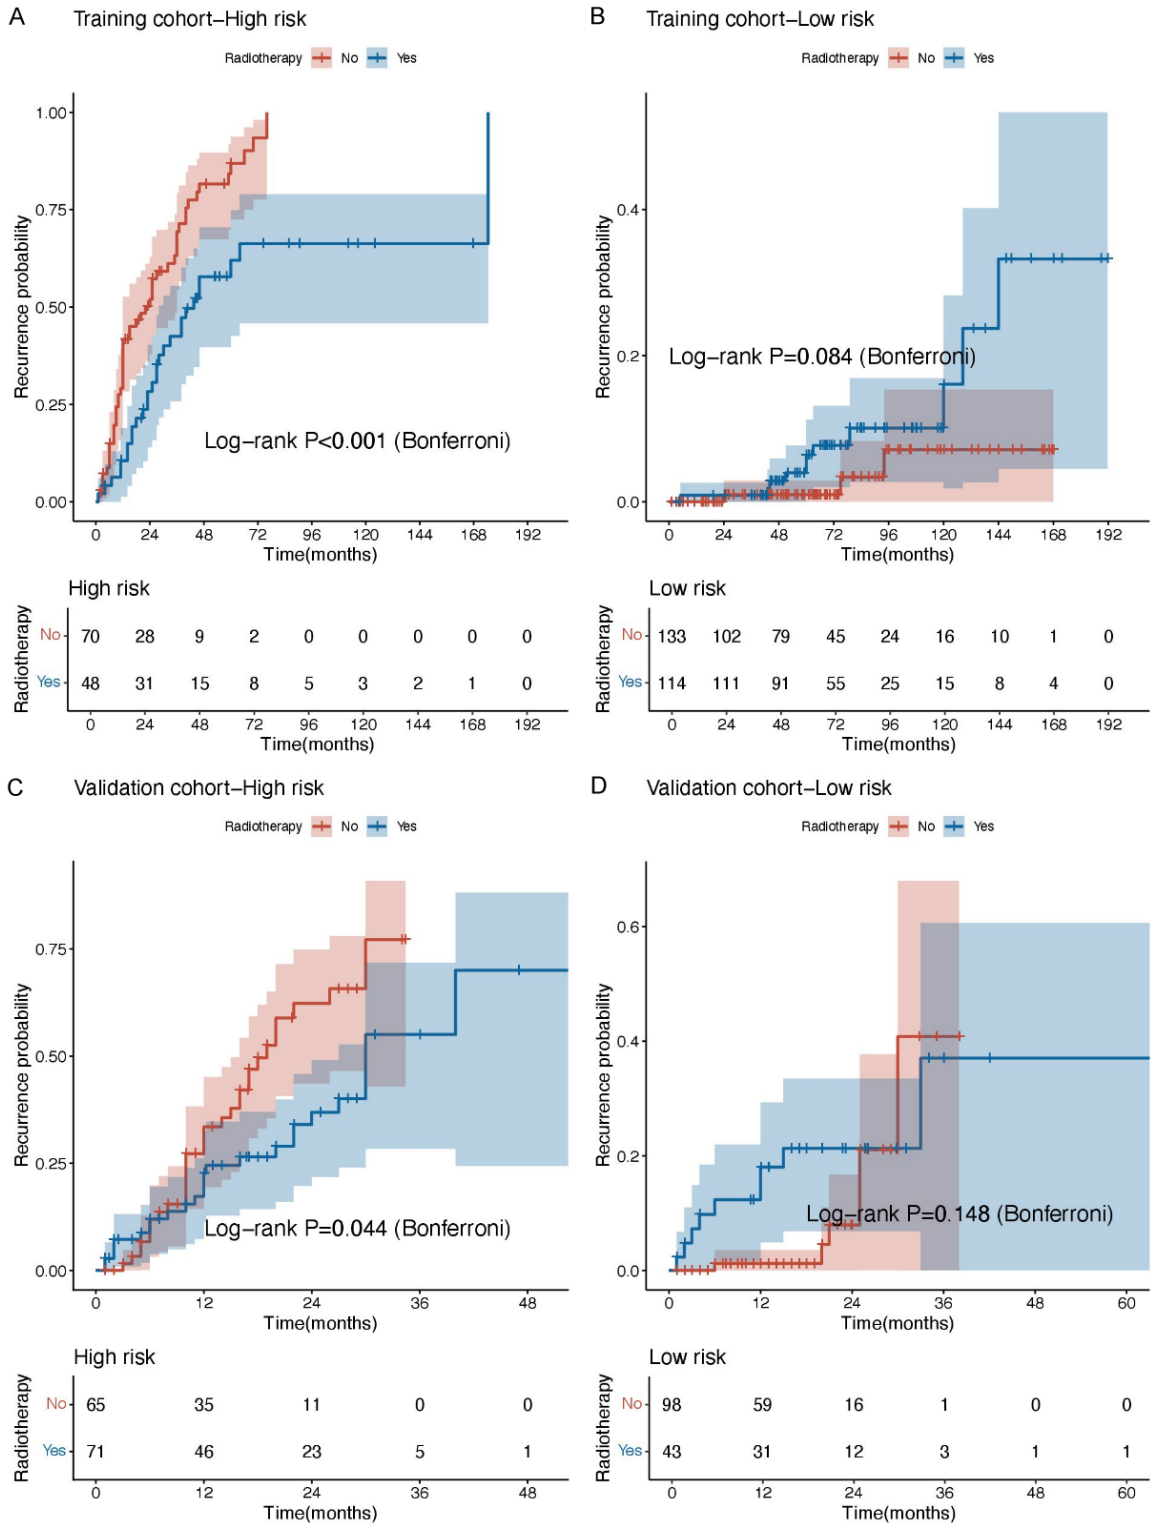 A Training cohort–High risk
Radiotherapy No Yes
1.00
0.75
0.50
0.25
0.00
Recurrence probability
Log–rank P<0.001 (Bonferroni)
0 24 48 72 96 120 144 168 192
Time(months)
High risk
Radiotherapy
No 70 28 9 2 0 0 0 0 0
Yes 48 31 15 8 5 3 2 1 0
0 24 48 72 96 120 144 168 192
Time(months)
B Training cohort–Low risk
Radiotherapy No Yes
0.4
0.2
0.0
Recurrence probability
Log–rank P=0.084 (Bonferroni)
0 24 48 72 96 120 144 168 192
Time(months)
Low risk
Radiotherapy
No 133 102 79 45 24 16 10 1 0
Yes 114 111 91 55 25 15 8 4 0
0 24 48 72 96 120 144 168 192
Time(months)
C Validation cohort–High risk
Radiotherapy No Yes
0.75
0.50
0.25
0.00
Recurrence probability
Log–rank P=0.044 (Bonferroni)
0 12 24 36 48
Time(months)
High risk
Radiotherapy
No 65 35 11 0 0
Yes 71 46 23 5 1
0 12 24 36 48
Time(months)
D Validation cohort–Low risk
Radiotherapy No Yes
0.6
0.4
0.2
0.0
Recurrence probability
Log–rank P=0.148 (Bonferroni)
0 12 24 36 48 60
Time(months)
Low risk
Radiotherapy
No 98 59 16 1 0 0
Yes 43 31 12 3 1 1
0 12 24 36 48 60
Time(months)